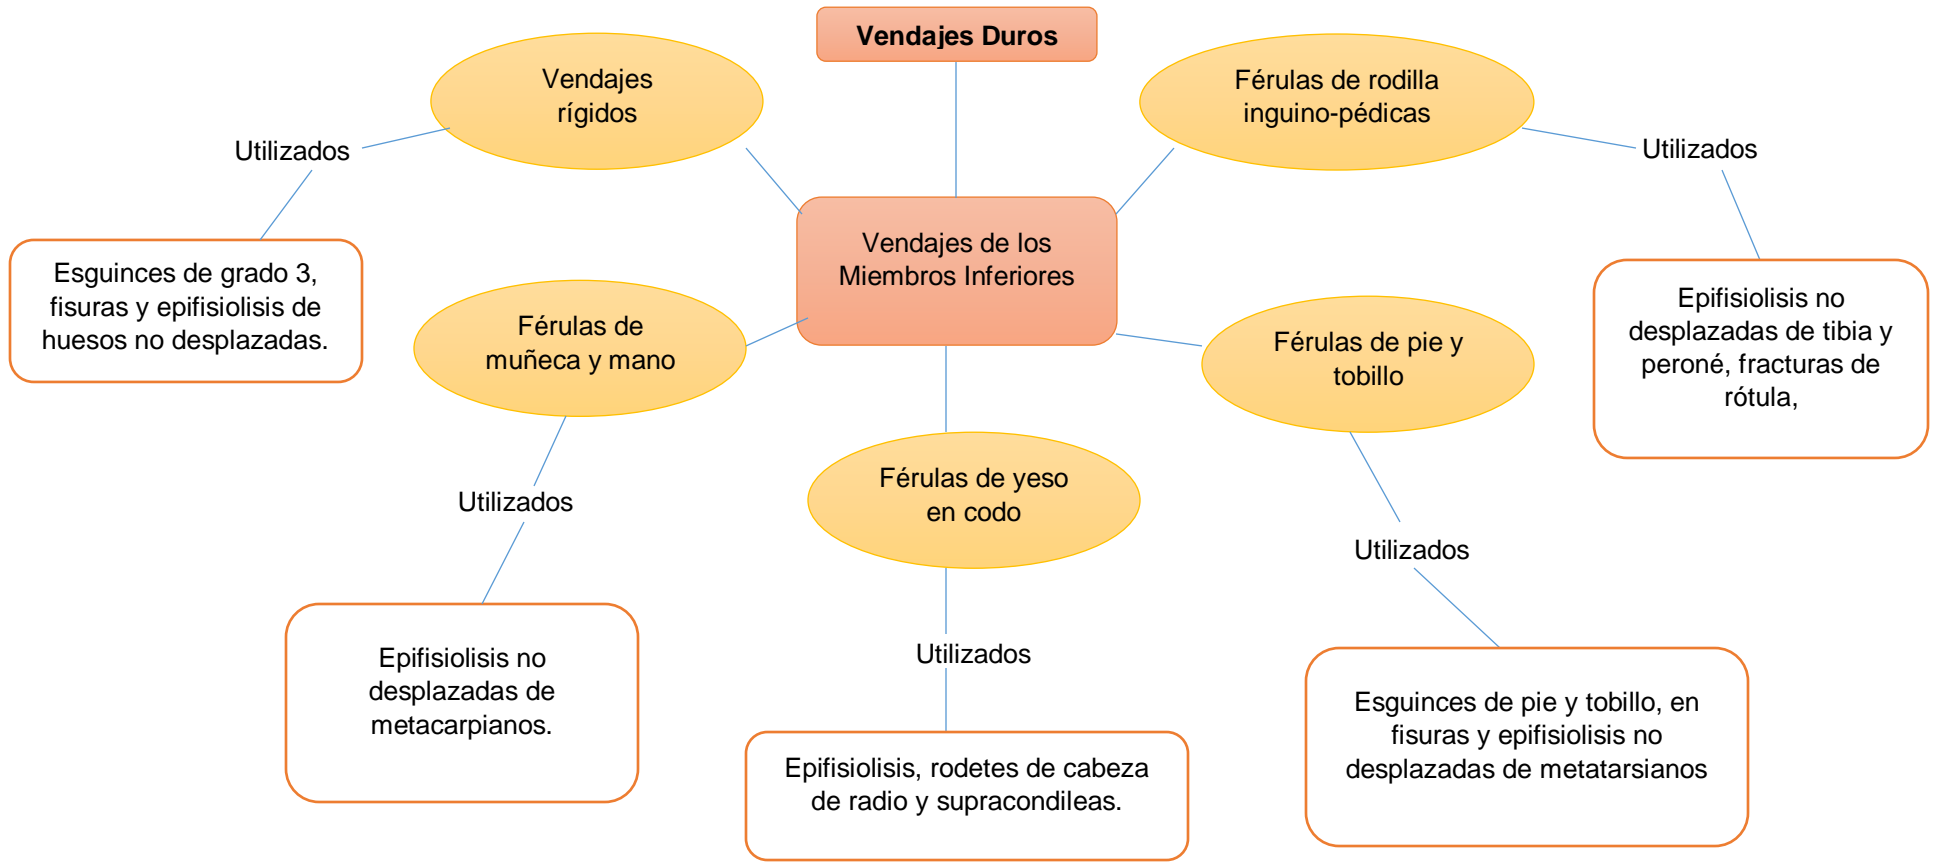 Vendajes Duros
Vendajes
rígidos
Férulas de rodilla
inguino-pédicas
Utilizados
Utilizados
Vendajes de los
Miembros Inferiores
Esguinces de grado 3,
fisuras y epifisiolisis de
huesos no desplazadas.
Férulas de
muñeca y mano
Férulas de pie y
tobillo
Epifisiolisis no
desplazadas de tibia y
peroné, fracturas de
rótula,
Férulas de yeso
en codo
Utilizados
Utilizados
Utilizados
Epifisiolisis no
desplazadas de
metacarpianos.
Epifisiolisis, rodetes de cabeza
de radio y supracondileas.
Esguinces de pie y tobillo, en
fisuras y epifisiolisis no
desplazadas de metatarsianos